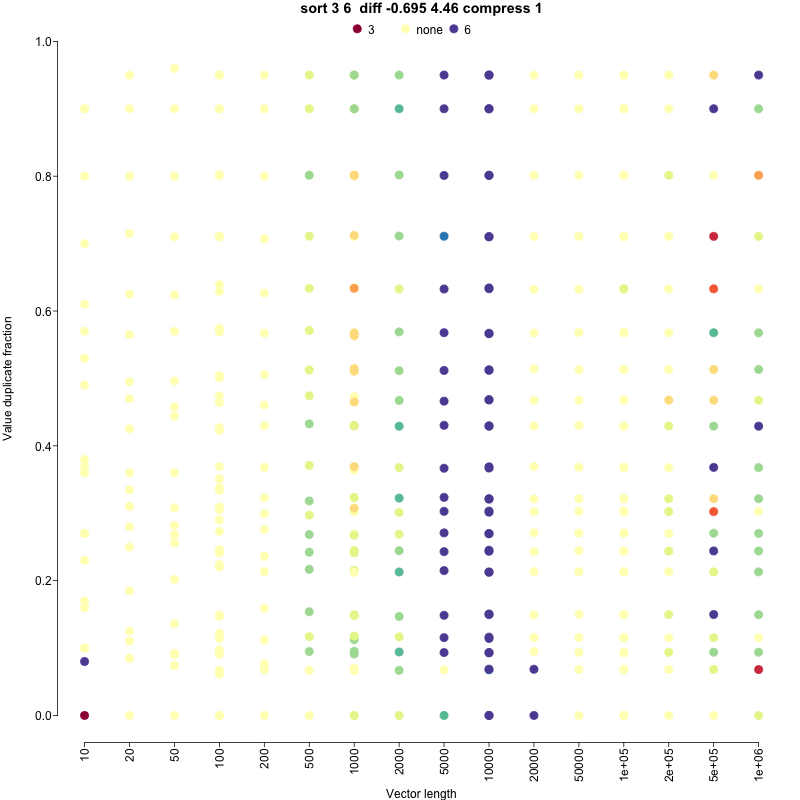 sort 3 6  diff -0.695 4.46 compress 1
3 none 6
1.0
0.8
0.6
0.4
0.2
0.0
Value duplicate fraction
10 20 50 100 200 500 1000 2000 5000 10000 20000 50000 1e+05 2e+05 5e+05 1e+06
Vector length